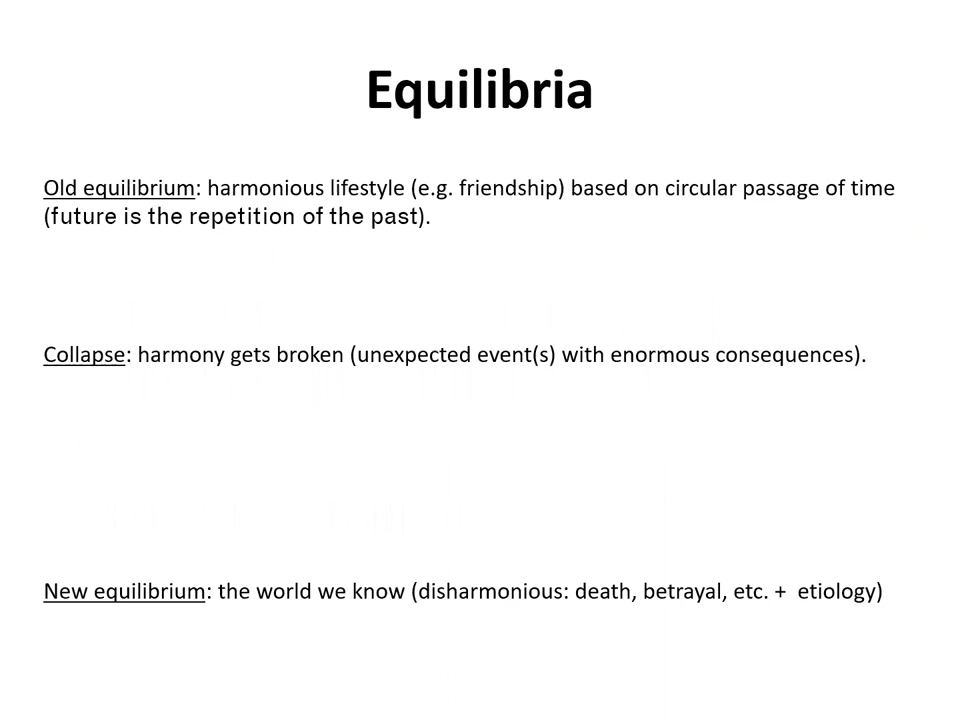 Equilibria
Old equilibrium: harmonious lifestyle (e.g. friendship) based on circular passage of time
(future is the repetition of the past).
Collapse: harmony gets broken (unexpected event(s) with enormous consequences).
New equilibrium: the world we know (disharmonious: death, betrayal, etc. +  etiology)